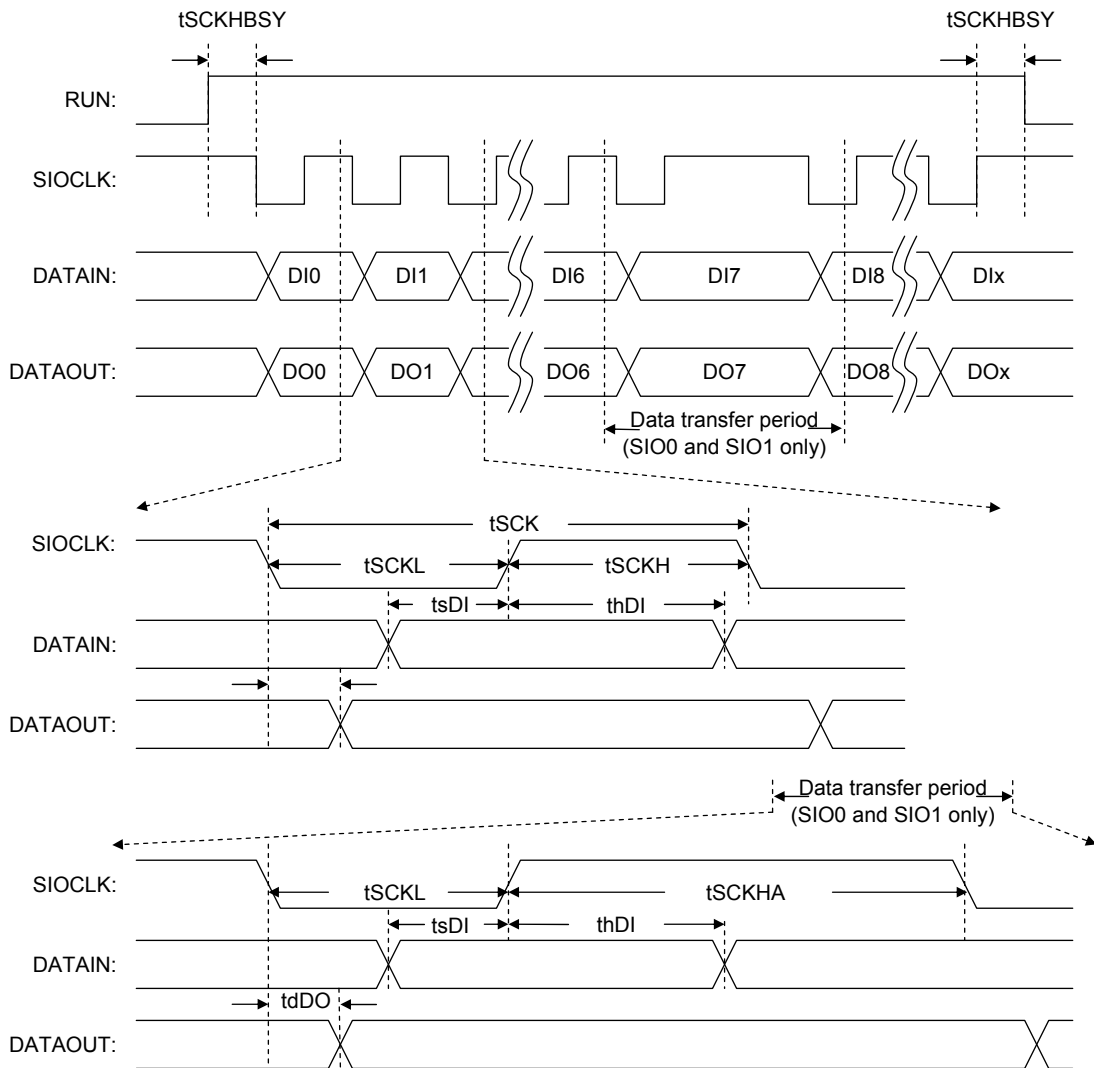 tSCKHBSY tSCKHBSY
RUN:
SIOCLK:
DATAIN: DI0 DI1 DI6 DI7 DI8 DIx
DATAOUT: DO0 DO1 DO6 DO7 DO8 DOx
Data transfer period
(SIO0 and SIO1 only)
tSCK
SIOCLK:
tSCKL tSCKH
tsDI thDI
DATAIN:
DATAOUT:
Data transfer period
(SIO0 and SIO1 only)
SIOCLK:
tSCKL tSCKHA
tsDI thDI
DATAIN:
tdDO
DATAOUT: